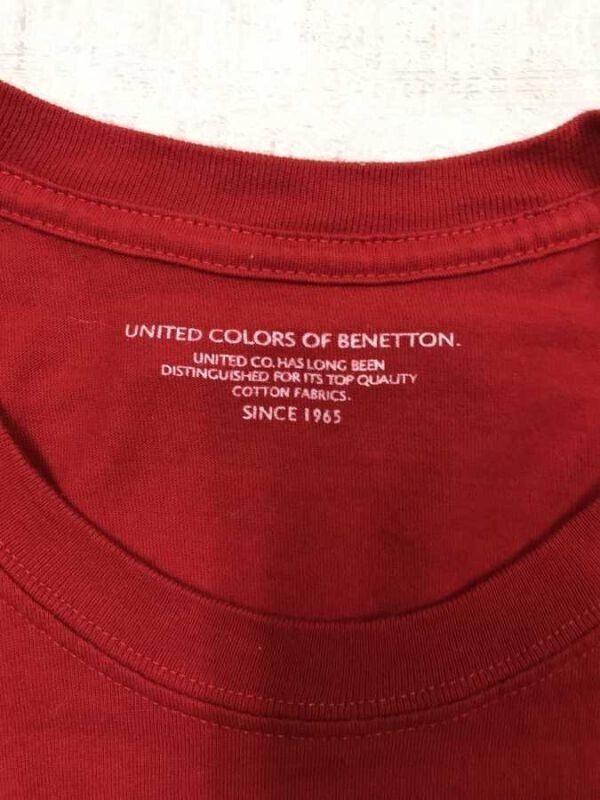 UNITED COLORS OF BENETTON.
UNITED CO. HAS LONG BEEN
DISTINGUISHED FOR ITS TOP QUALITY
COTTON FABRICS.
SINCE 1965